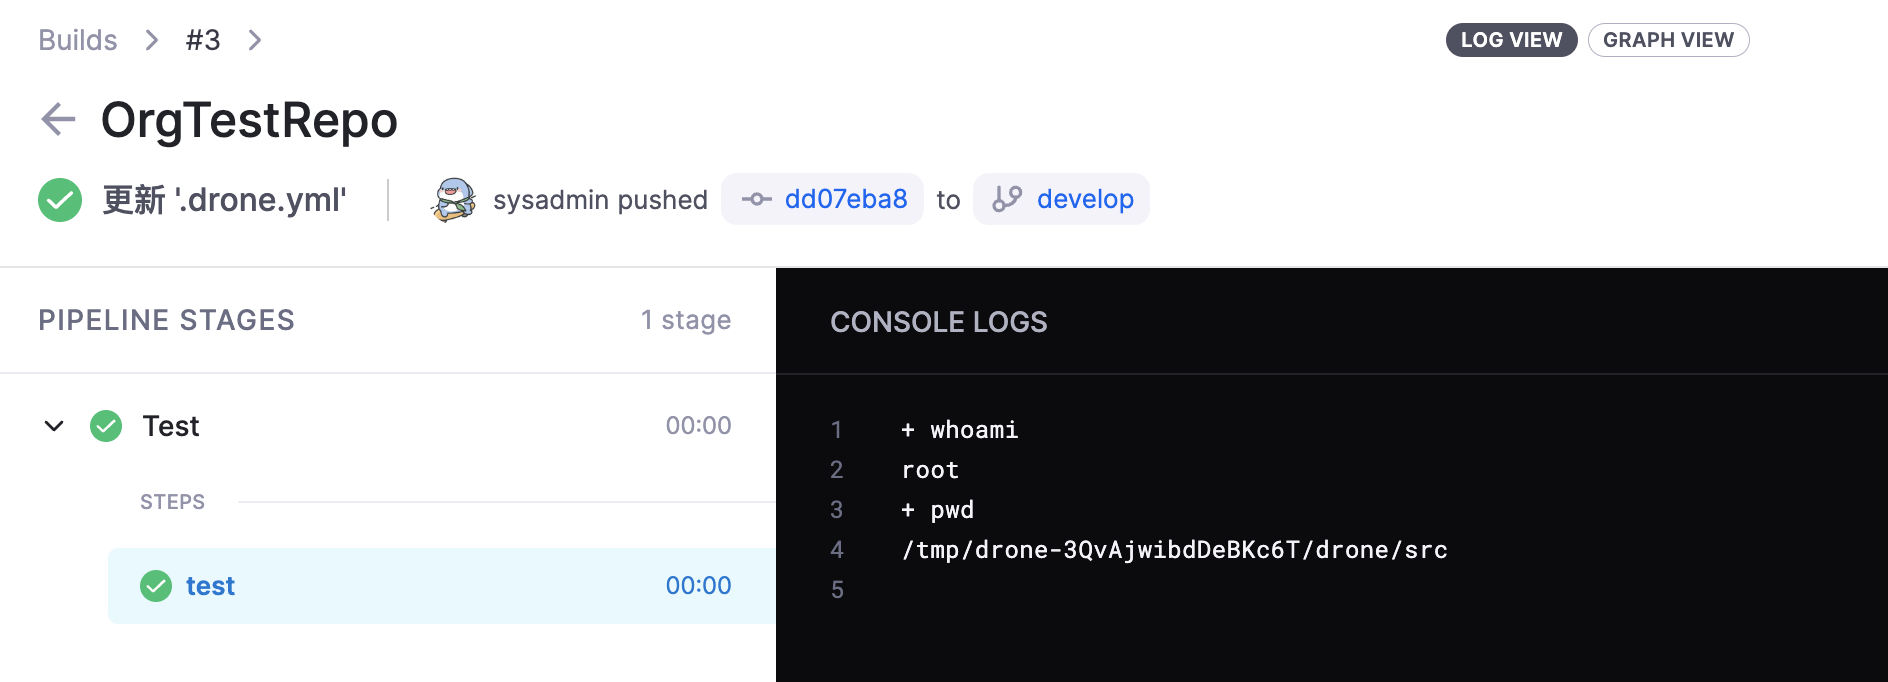 Builds > #3 >
LOG VIEW GRAPH VIEW
OrgTestRepo
更新 '.drone.yml' sysadmin pushed dd07eba8 to develop
PIPELINE STAGES 1 stage
Test 00:00
STEPS
test 00:00
CONSOLE LOGS
1 + whoami
2 root
3 + pwd
4 /tmp/drone-3QvAjwibdDeBKc6T/drone/src
5